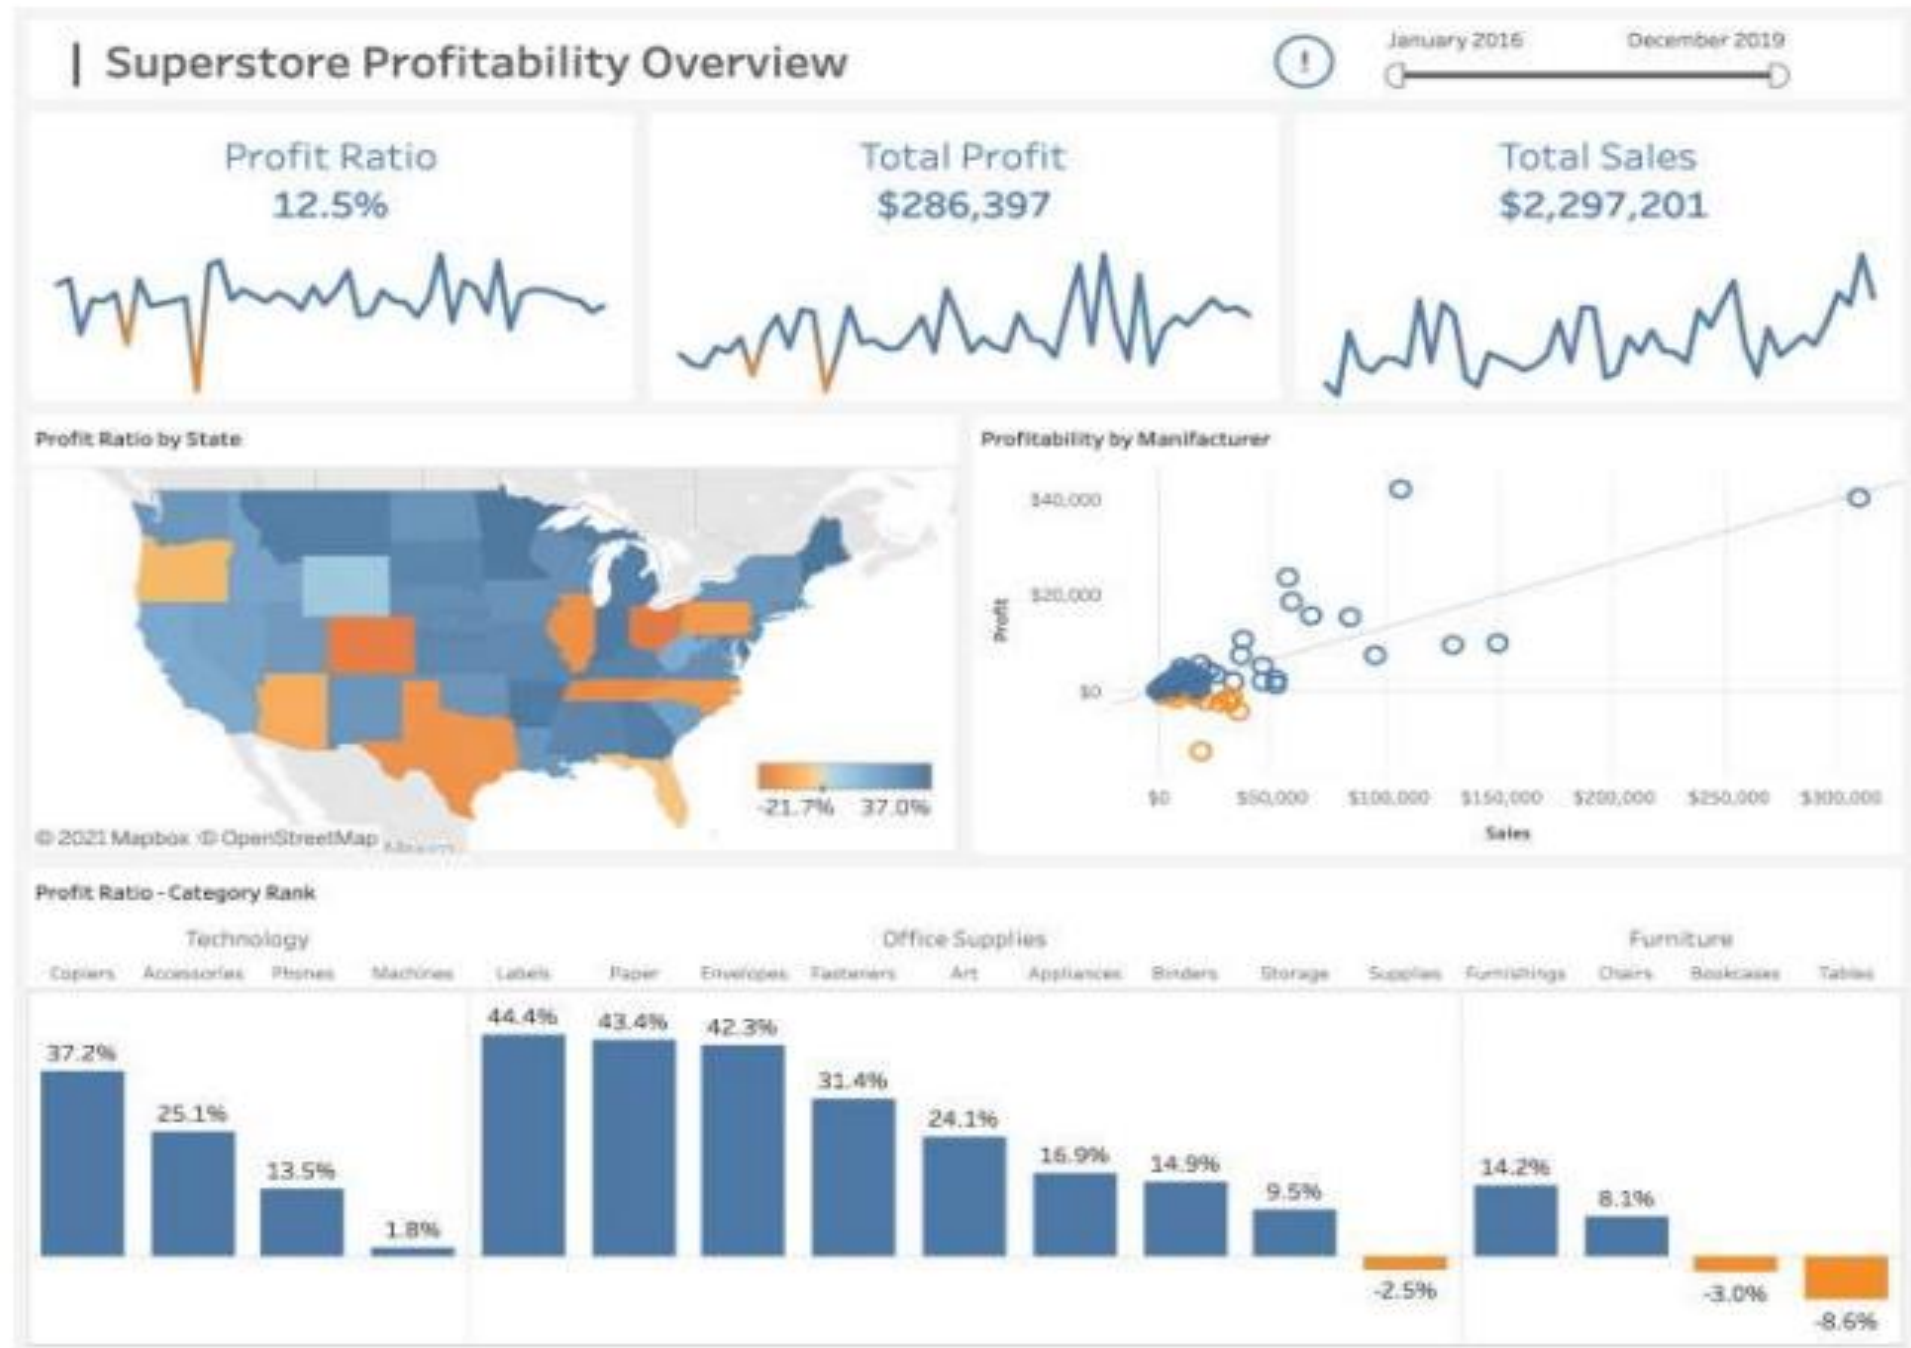 Superstore Profitability Overview
!
January 2016 December 2019
Profit Ratio
12.5%
Total Profit
$286,397
Total Sales
$2,297,201
Profit Ratio by State
-21.7% 37.0%
© 2021 Mapbox © OpenStreetMap
Profitability by Manifacturer
$40,000
$20,000
$0
Profit
$0 $50,000 $100,000 $150,000 $200,000 $250,000 $300,000
Sales
Profit Ratio - Category Rank
Technology Office Supplies Furniture
Copiers Accessories Phones Machines Labels Paper Envelopes Fasteners Art Appliances Binders Storage Supplies Furnishings Chairs Bookcases Tables
37.2% 25.1% 13.5% 1.8% 44.4% 43.4% 42.3% 31.4% 24.1% 16.9% 14.9% 9.5% -2.5% 14.2% 8.1% -3.0% -8.6%